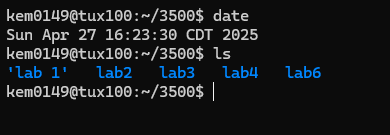 kem0149@tux100:~/3500$ date
Sun Apr 27 16:23:30 CDT 2025
kem0149@tux100:~/3500$ ls
'lab 1'   lab2   lab3   lab4   lab6
kem0149@tux100:~/3500$